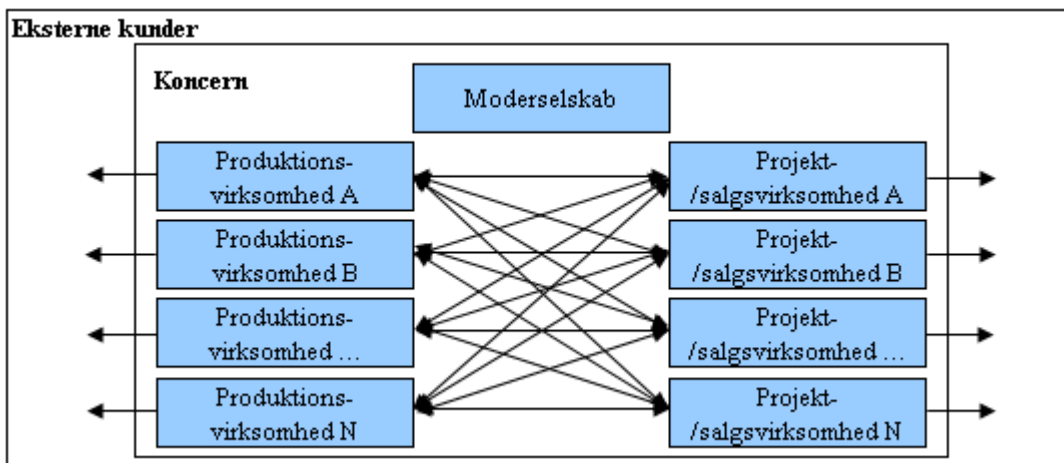 Eksterne kunder
Koncern
Moderselskab
Produktions-
virksomhed A
Projekt-
/salgsvirksomhed A
Produktions-
virksomhed B
Projekt-
/salgsvirksomhed B
Produktions-
virksomhed ...
Projekt-
/salgsvirksomhed ...
Produktions-
virksomhed N
Projekt-
/salgsvirksomhed N